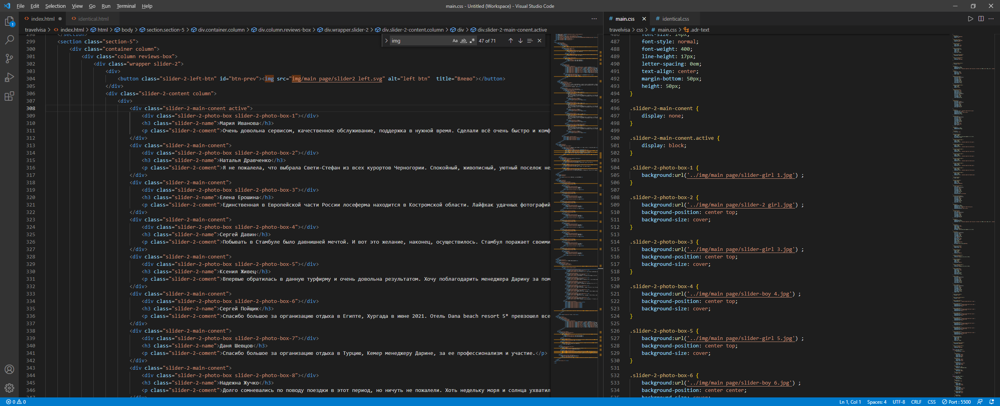 File Edit Selection View Go Run Terminal Help
main.css - Untitled (Workspace) - Visual Studio Code
index.html
identical.html
travelvisa > index.html > html > body > section.section-5 > div.container.column > div.column.reviews-box > div.wrapper.slider-2 > div.slider-2-content.column > div > div.slider-2-main-conent.active
img
Aa ab 47 of 71
298 </section>
299 <section class="section-5">
300 <div class="container column">
301 <div class="column reviews-box">
302 <div class="wrapper slider-2">
303 <div>
304 <button class="slider-2-left-btn" id="btn-prev"><img src="img/main page/slider2 left.svg" alt="left btn"  title="Влево"></button>
305 </div>
306 <div class="slider-2-content column">
307 <div>
308 <div class="slider-2-main-conent active">
309 <div class="slider-2-photo-box slider-2-photo-box-1"></div>
310 <h3 class="slider-2-name">Мария Иванова</h3>
311 <p class="slider-2-coment">Очень довольна сервисом, качественное обслуживание, поддержка в нужной время. Сделали всё очень быстро и комф
312 </div>
313 <div class="slider-2-main-conent">
314 <div class="slider-2-photo-box slider-2-photo-box-2"></div>
315 <h3 class="slider-2-name">Наталья Дравченко</h3>
316 <p class="slider-2-coment">Я не пожалела, что выбрала Свети-Стефан из всех курортов Черногории. Спокойный, живописный, уютный поселок не
317 </div>
318 <div class="slider-2-main-conent">
319 <div class="slider-2-photo-box slider-2-photo-box-3"></div>
320 <h3 class="slider-2-name">Елена Ерошина</h3>
321 <p class="slider-2-coment">Единственная в Европейской части России лосеферма находится в Костромской области. Лайфхак удачных фотографий
322 </div>
323 <div class="slider-2-main-conent">
324 <div class="slider-2-photo-box slider-2-photo-box-4"></div>
325 <h3 class="slider-2-name">Сергей Давин</h3>
326 <p class="slider-2-coment">Побывать в Стамбуле было давнишней мечтой. И вот это желание, наконец, осуществилось. Стамбул поражает своими
327 </div>
328 <div class="slider-2-main-conent">
329 <div class="slider-2-photo-box slider-2-photo-box-5"></div>
330 <h3 class="slider-2-name">Ксения Живец</h3>
331 <p class="slider-2-coment">Впервые обратилась в данную турфирму и очень довольна результатом. Хочу поблагодарить менеджера Дарину за пом
332 </div>
333 <div class="slider-2-main-conent">
334 <div class="slider-2-photo-box slider-2-photo-box-6"></div>
335 <h3 class="slider-2-name">Сергей Пойщик</h3>
336 <p class="slider-2-coment">Спасибо большое за организацию отдыха в Египте, Хургада в июне 2021. Отель Dana beach resort 5* превзошел все
337 </div>
338 <div class="slider-2-main-conent">
339 <div class="slider-2-photo-box slider-2-photo-box-7"></div>
340 <h3 class="slider-2-name">Даня Шевцов</h3>
341 <p class="slider-2-coment">Спасибо большое за организацию отдыха в Турцию, Кемер менеджеру Дарине, за ее профессионализм и участие.</p>
342 </div>
343 <div class="slider-2-main-conent">
344 <div class="slider-2-photo-box slider-2-photo-box-8"></div>
345 <h3 class="slider-2-name">Надежна Жучко</h3>
346 <p class="slider-2-coment">Долго сомневались по поводу поездки в этот период, но ничуть не пожалели. Хоть недельку моря и солнца ухватил
347 </div>
main.css
identical.css
travelvisa > css > main.css > .adr-text
486 font-size: 14px;
487 font-style: normal;
488 font-weight: 400;
489 line-height: 17px;
490 letter-spacing: 0em;
491 text-align: center;
492 margin-bottom: 50px;
493 height: 50px;
494 }
495
496 .slider-2-main-conent {
497 display: none;
498 }
499
500 .slider-2-main-conent.active {
501 display: block;
502 }
503
504 .slider-2-photo-box-1 {
505 background:url('../img/main page/slider-girl 1.jpg') ;
506 }
507
508 .slider-2-photo-box-2 {
509 background:url('../img/main page/slider-2 girl.jpg') ;
510 background-position: center top;
511 background-size: cover;
512 }
513
514 .slider-2-photo-box-3 {
515 background:url('../img/main page/slider-girl 3.jpg') ;
516 background-position: center top;
517 background-size: cover;
518 }
519
520 .slider-2-photo-box-4 {
521 background:url('../img/main page/slider-boy 4.jpg') ;
522 background-position: center top;
523 background-size: cover;
524 }
525
526 .slider-2-photo-box-5 {
527 background:url('../img/main page/slider-girl 5.jpg') ;
528 background-position: center top;
529 background-size: cover;
530 }
531
532 .slider-2-photo-box-6 {
533 background:url('../img/main page/slider-boy 6.jpg') ;
534 background-position: center center;
535 background-size: cover;
1
0 0
Ln 1, Col 1 Spaces: 4 UTF-8 CRLF CSS Port : 5500